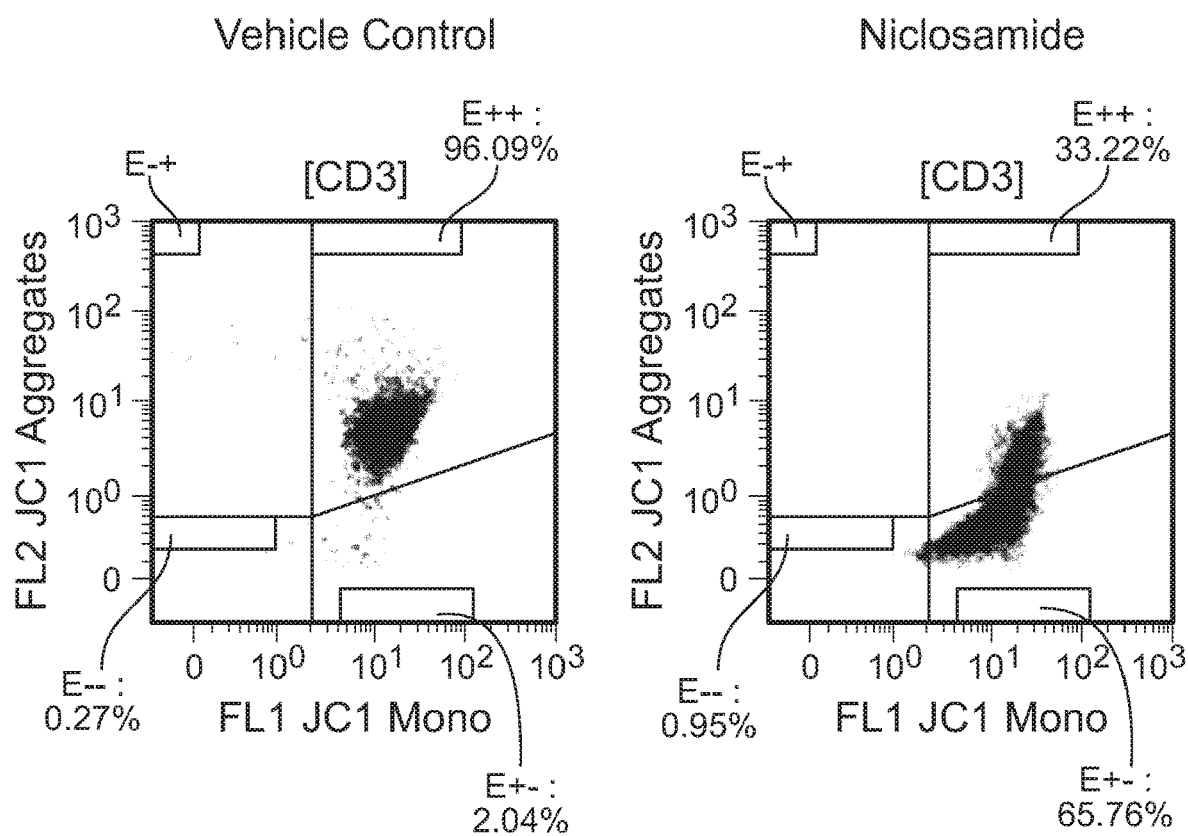 Vehicle Control
E++ :
96.09%
E-+
[CD3]
10³
10²
10¹
10⁰
0
FL2 JC1 Aggregates
0 10⁰ 10¹ 10² 10³
FL1 JC1 Mono
E-- :
0.27%
E+- :
2.04%
Niclosamide
E++ :
33.22%
E-+
[CD3]
10³
10²
10¹
10⁰
0
FL2 JC1 Aggregates
0 10⁰ 10¹ 10² 10³
FL1 JC1 Mono
E-- :
0.95%
E+- :
65.76%